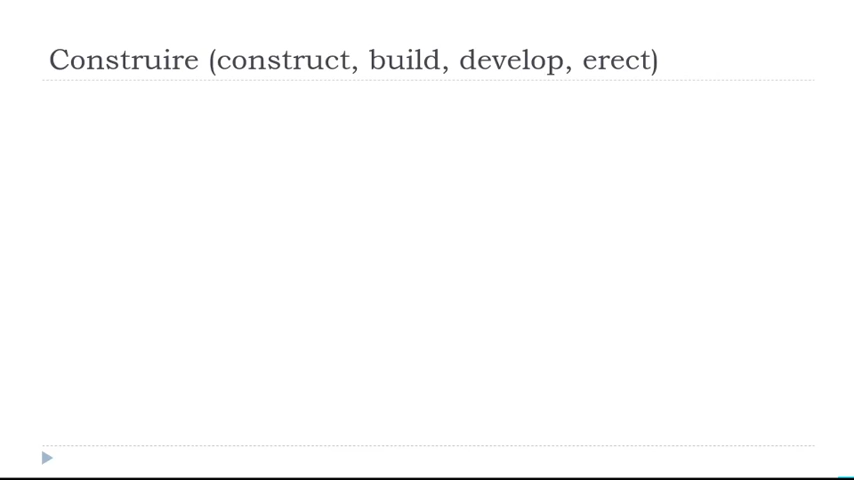 Construire (construct, build, develop, erect)